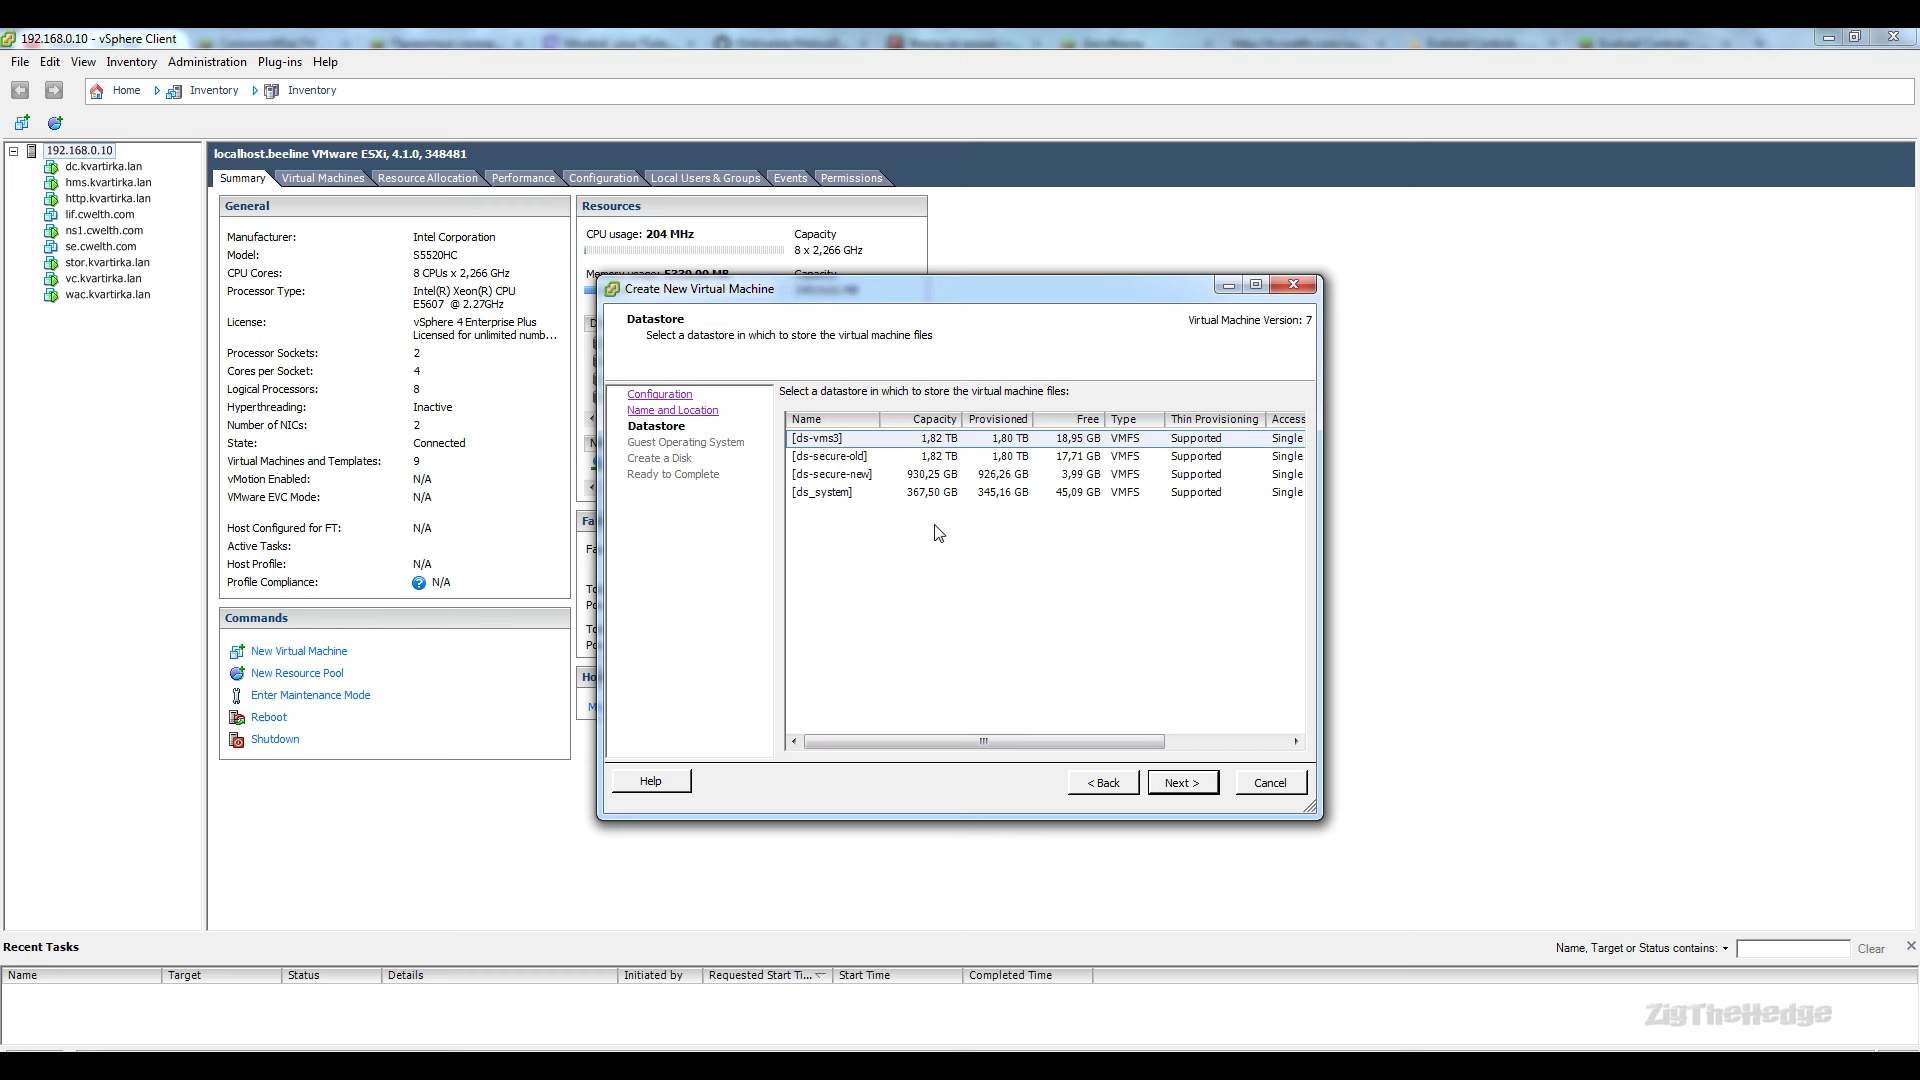 192.168.0.10 - vSphere Client
File Edit View Inventory Administration Plug-ins Help
Home Inventory Inventory
192.168.0.10
dc.kvartirka.lan
hms.kvartirka.lan
http.kvartirka.lan
lif.cwelth.com
ns1.cwelth.com
se.cwelth.com
stor.kvartirka.lan
vc.kvartirka.lan
wac.kvartirka.lan
localhost.beeline VMware ESXi, 4.1.0, 348481
Summary Virtual Machines Resource Allocation Performance Configuration Local Users & Groups Events Permissions
General
Manufacturer: Intel Corporation
Model: S5520HC
CPU Cores: 8 CPUs x 2,266 GHz
Processor Type: Intel(R) Xeon(R) CPU
E5607 @ 2.27GHz
License: vSphere 4 Enterprise Plus
Licensed for unlimited numb...
Processor Sockets: 2
Cores per Socket: 4
Logical Processors: 8
Hyperthreading: Inactive
Number of NICs: 2
State: Connected
Virtual Machines and Templates: 9
vMotion Enabled: N/A
VMware EVC Mode: N/A
Host Configured for FT: N/A
Active Tasks:
Host Profile: N/A
Profile Compliance: N/A
Commands
New Virtual Machine
New Resource Pool
Enter Maintenance Mode
Reboot
Shutdown
Resources
CPU usage: 204 MHz Capacity
8 x 2,266 GHz
Create New Virtual Machine
Datastore
Select a datastore in which to store the virtual machine files
Virtual Machine Version: 7
Configuration
Name and Location
Datastore
Guest Operating System
Create a Disk
Ready to Complete
Select a datastore in which to store the virtual machine files:
Name Capacity Provisioned Free Type Thin Provisioning Access
[ds-vms3] 1,82 TB 1,80 TB 18,95 GB VMFS Supported Single
[ds-secure-old] 1,82 TB 1,80 TB 17,71 GB VMFS Supported Single
[ds-secure-new] 930,25 GB 926,26 GB 3,99 GB VMFS Supported Single
[ds_system] 367,50 GB 345,16 GB 45,09 GB VMFS Supported Single
Help < Back Next > Cancel
Recent Tasks
Name, Target or Status contains: Clear
Name Target Status Details Initiated by Requested Start Ti... Start Time Completed Time
ZigTheHedge